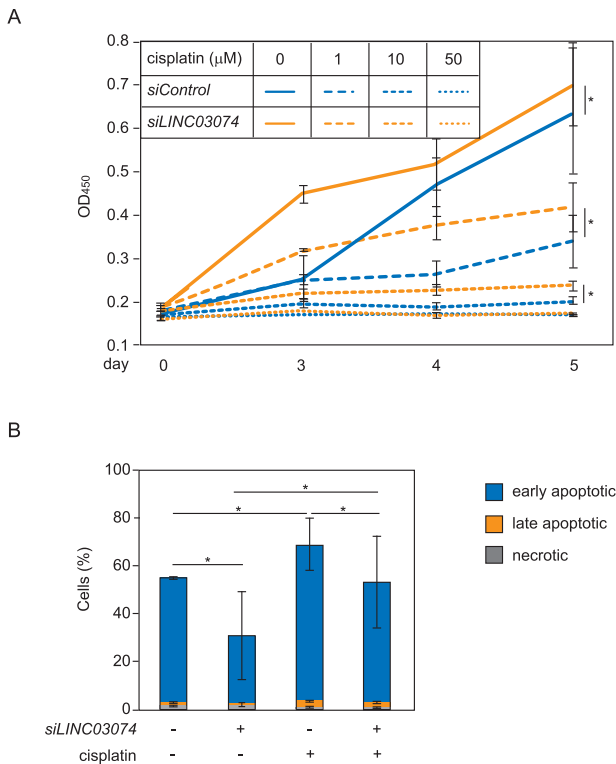 A
0.8
0.7
0.6
0.5
0.4
0.3
0.2
0.1
OD450
cisplatin (μM) 0 1 10 50
siControl
siLINC03074
*
*
*
day 0 3 4 5
B
100
80
60
40
20
0
Cells (%)
*
* *
*
early apoptotic
late apoptotic
necrotic
siLINC03074 - + - +
cisplatin - - + +